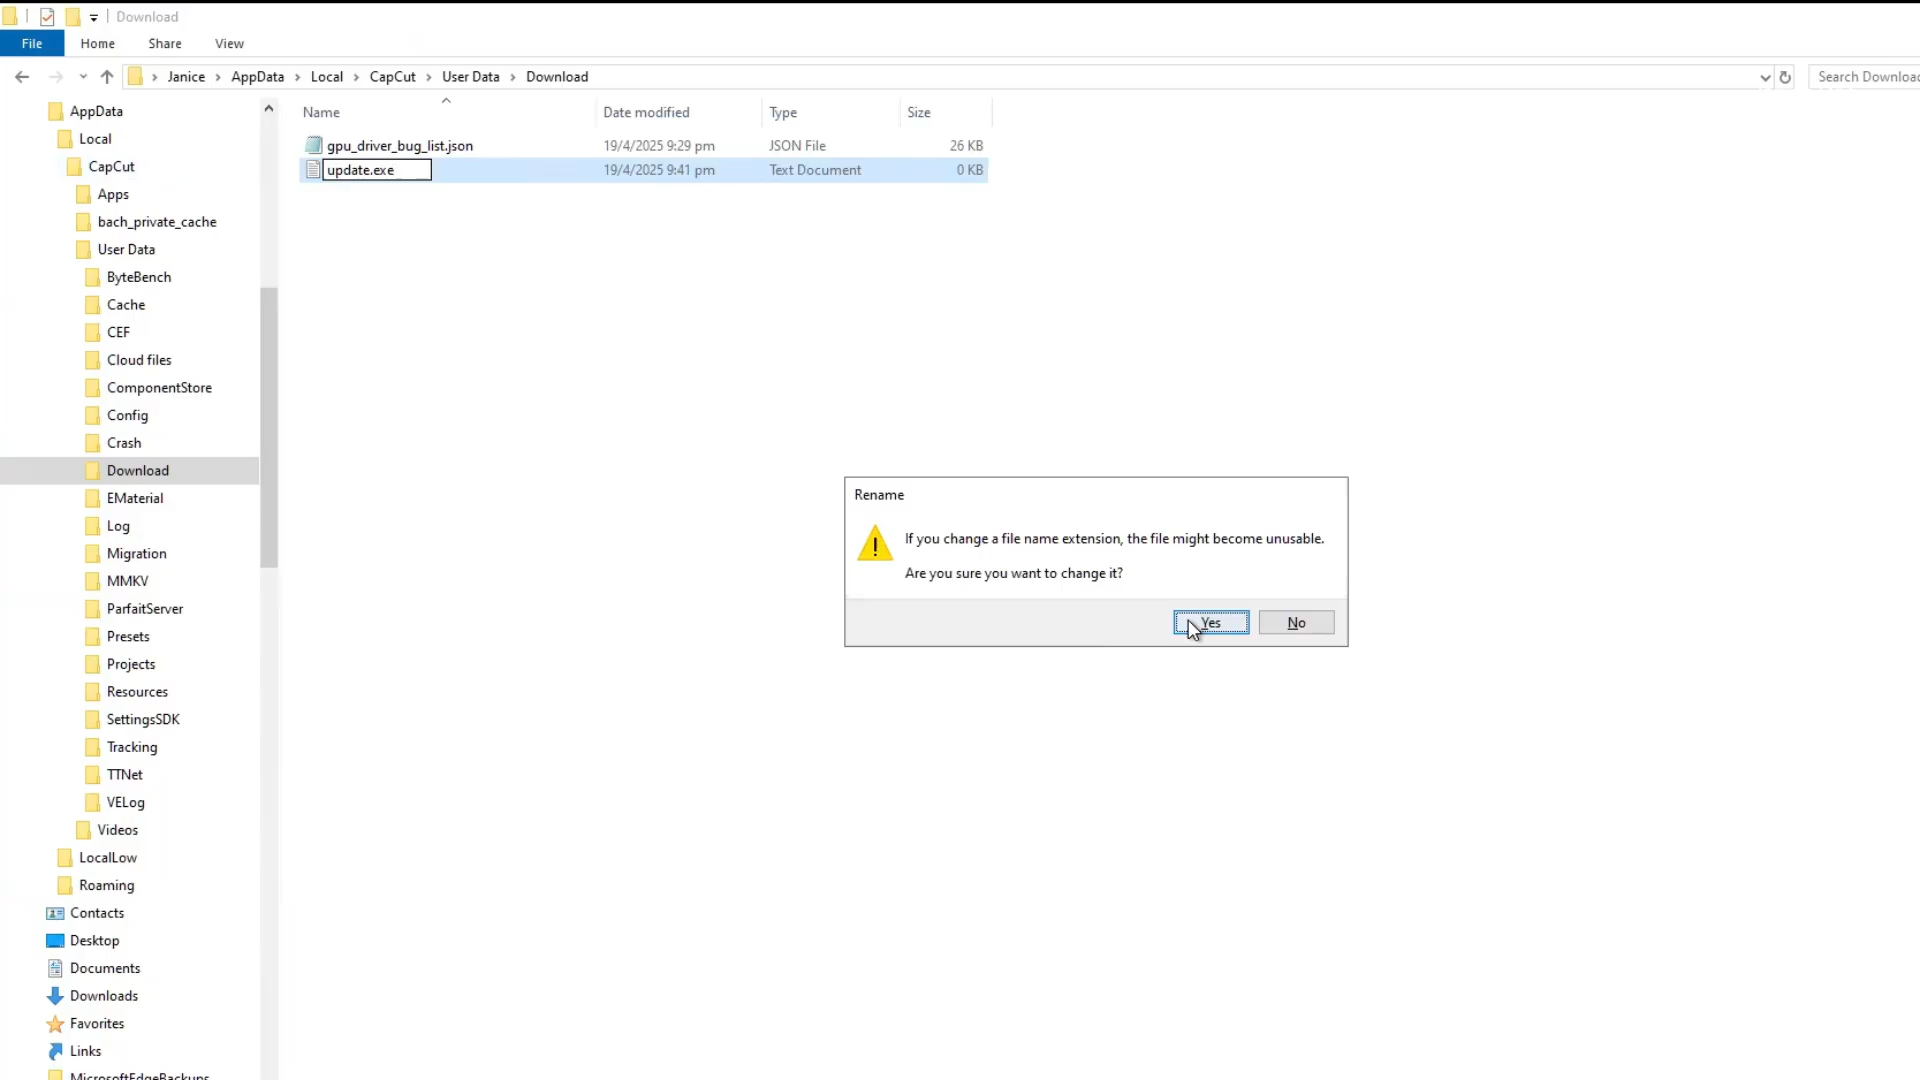 Download
File Home Share View
Janice AppData Local CapCut User Data Download
Search Downloa
Name Date modified Type Size
gpu_driver_bug_list.json 19/4/2025 9:29 pm JSON File 26 KB
update.exe 19/4/2025 9:41 pm Text Document 0 KB
AppData
Local
CapCut
Apps
bach_private_cache
User Data
ByteBench
Cache
CEF
Cloud files
ComponentStore
Config
Crash
Download
EMaterial
Log
Migration
MMKV
ParfaitServer
Presets
Projects
Resources
SettingsSDK
Tracking
TTNet
VELog
Videos
LocalLow
Roaming
Contacts
Desktop
Documents
Downloads
Favorites
Links
MicrosoftEdgeBackups
Rename
If you change a file name extension, the file might become unusable.
Are you sure you want to change it?
Yes No